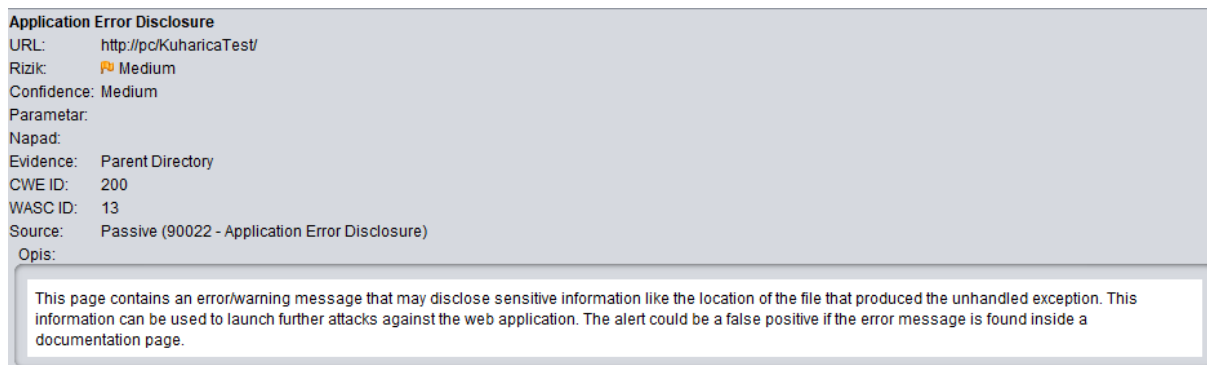 Application Error Disclosure
URL: http://pc/KuharicaTest/
Rizik: Medium
Confidence: Medium
Parametar:
Napad:
Evidence: Parent Directory
CWE ID: 200
WASC ID: 13
Source: Passive (90022 - Application Error Disclosure)
Opis:
This page contains an error/warning message that may disclose sensitive information like the location of the file that produced the unhandled exception. This
information can be used to launch further attacks against the web application. The alert could be a false positive if the error message is found inside a
documentation page.